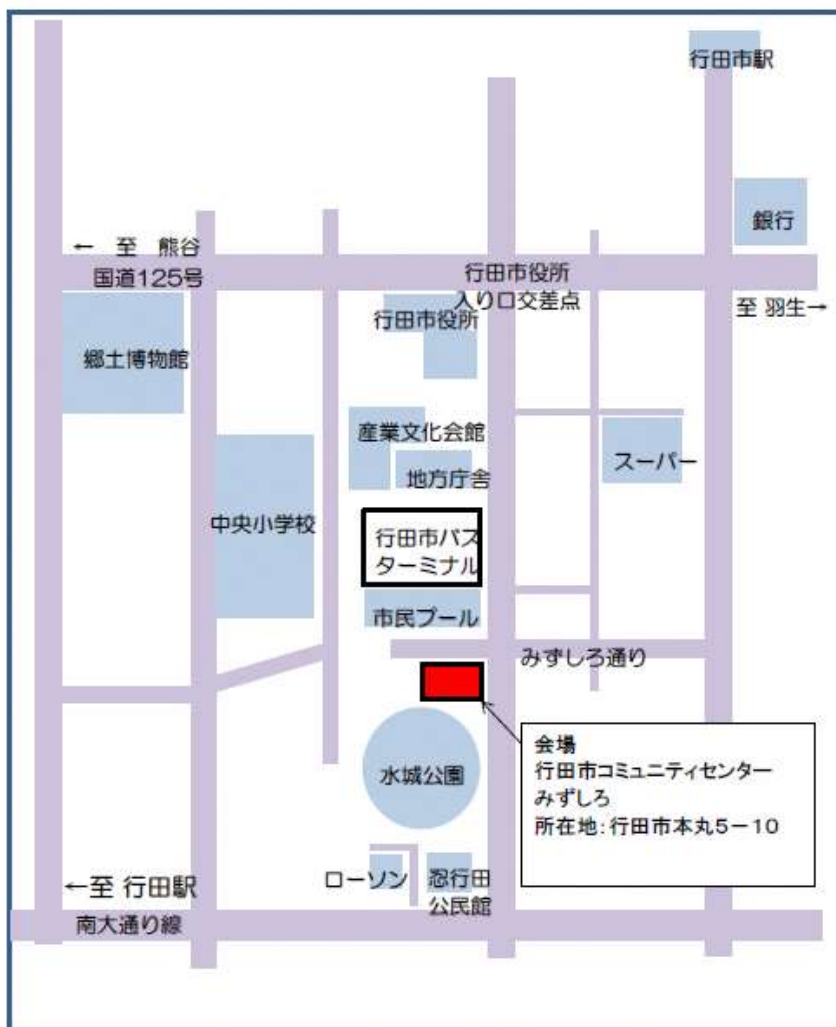 行田市駅
銀行
← 至 熊谷
国道125号
行田市役所
入り口交差点
至 羽生→
行田市役所
郷土博物館
産業文化会館
地方庁舎
スーパー
中央小学校
行田市バス
ターミナル
市民プール
みずしろ通り
会場
行田市コミュニティセンター
みずしろ
所在地:行田市本丸5-10
水城公園
ローソン
忍行田
公民館
←至 行田駅
南大通り線